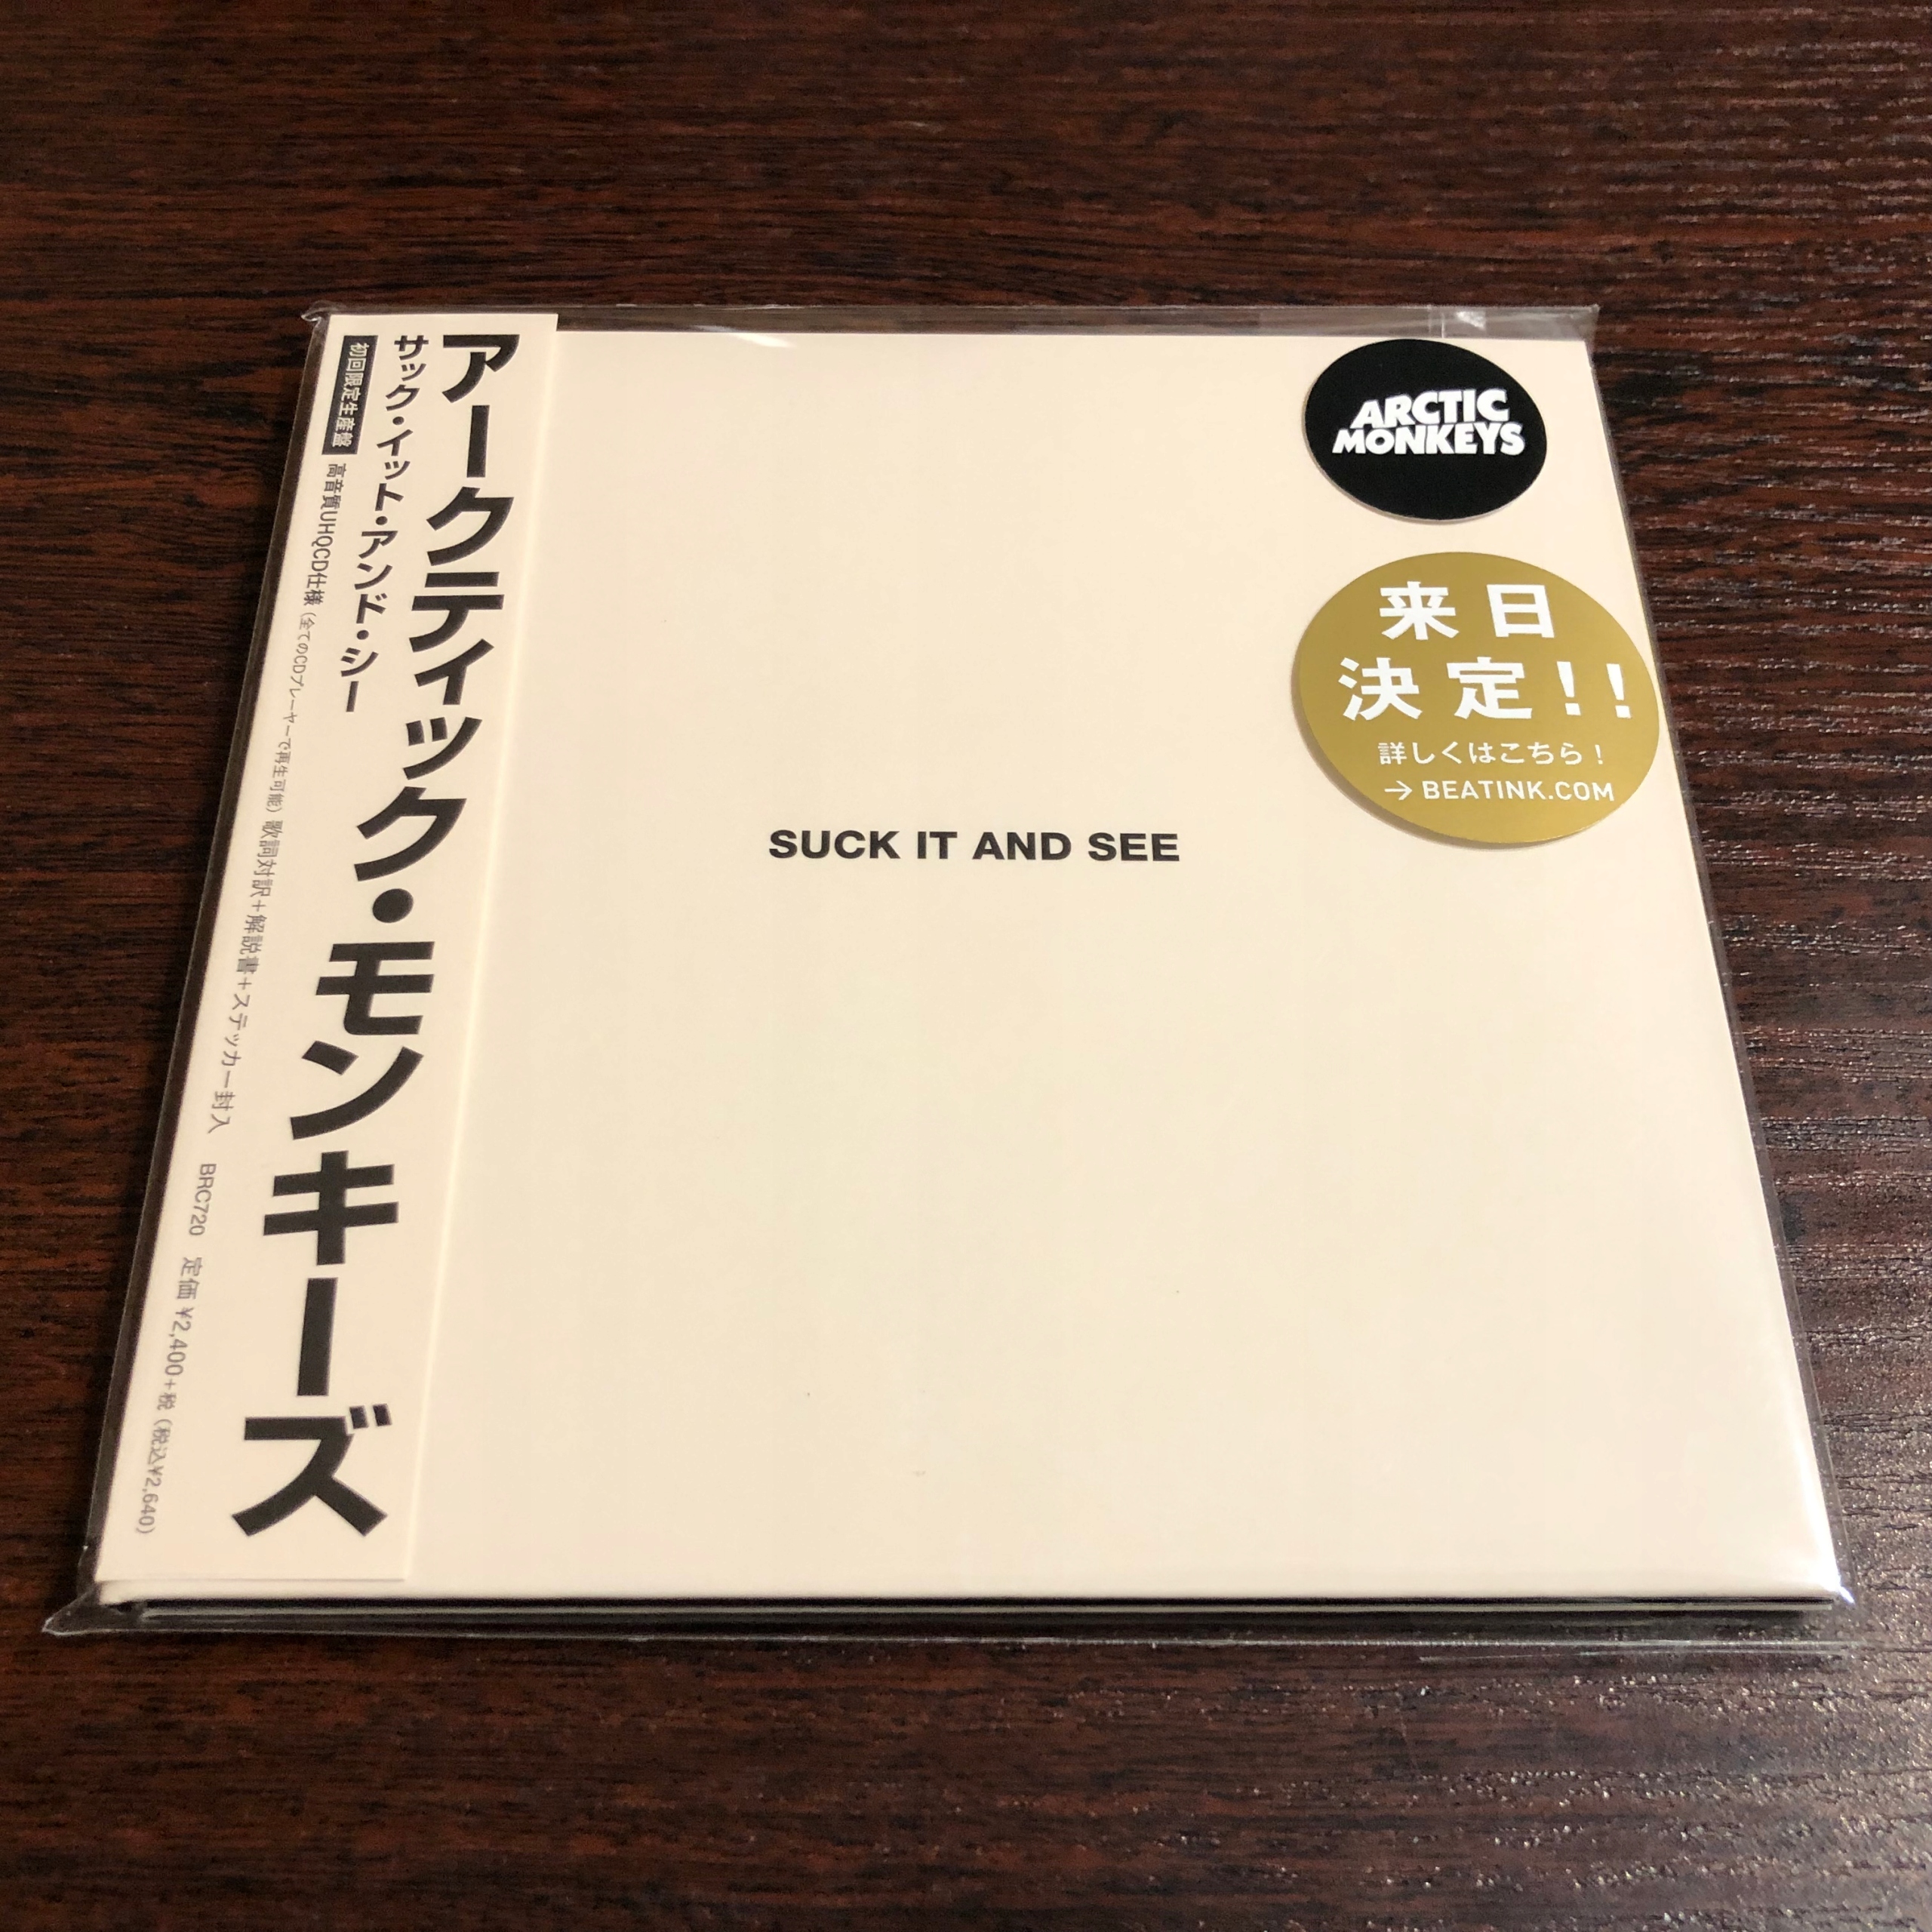 アークティック・モンキーズ
サック・イット・アンド・シー
初回限定生産盤 高音質UHQCD仕様 (全てのCDプレーヤーで再生可能) 歌詞対訳+解説書+ステッカー封入 BRC720 定価 ¥2,400+税 (税込¥2,640)
ARCTIC
MONKEYS
来日
決定!!
詳しくはこちら!
→ BEATINK.COM
SUCK IT AND SEE